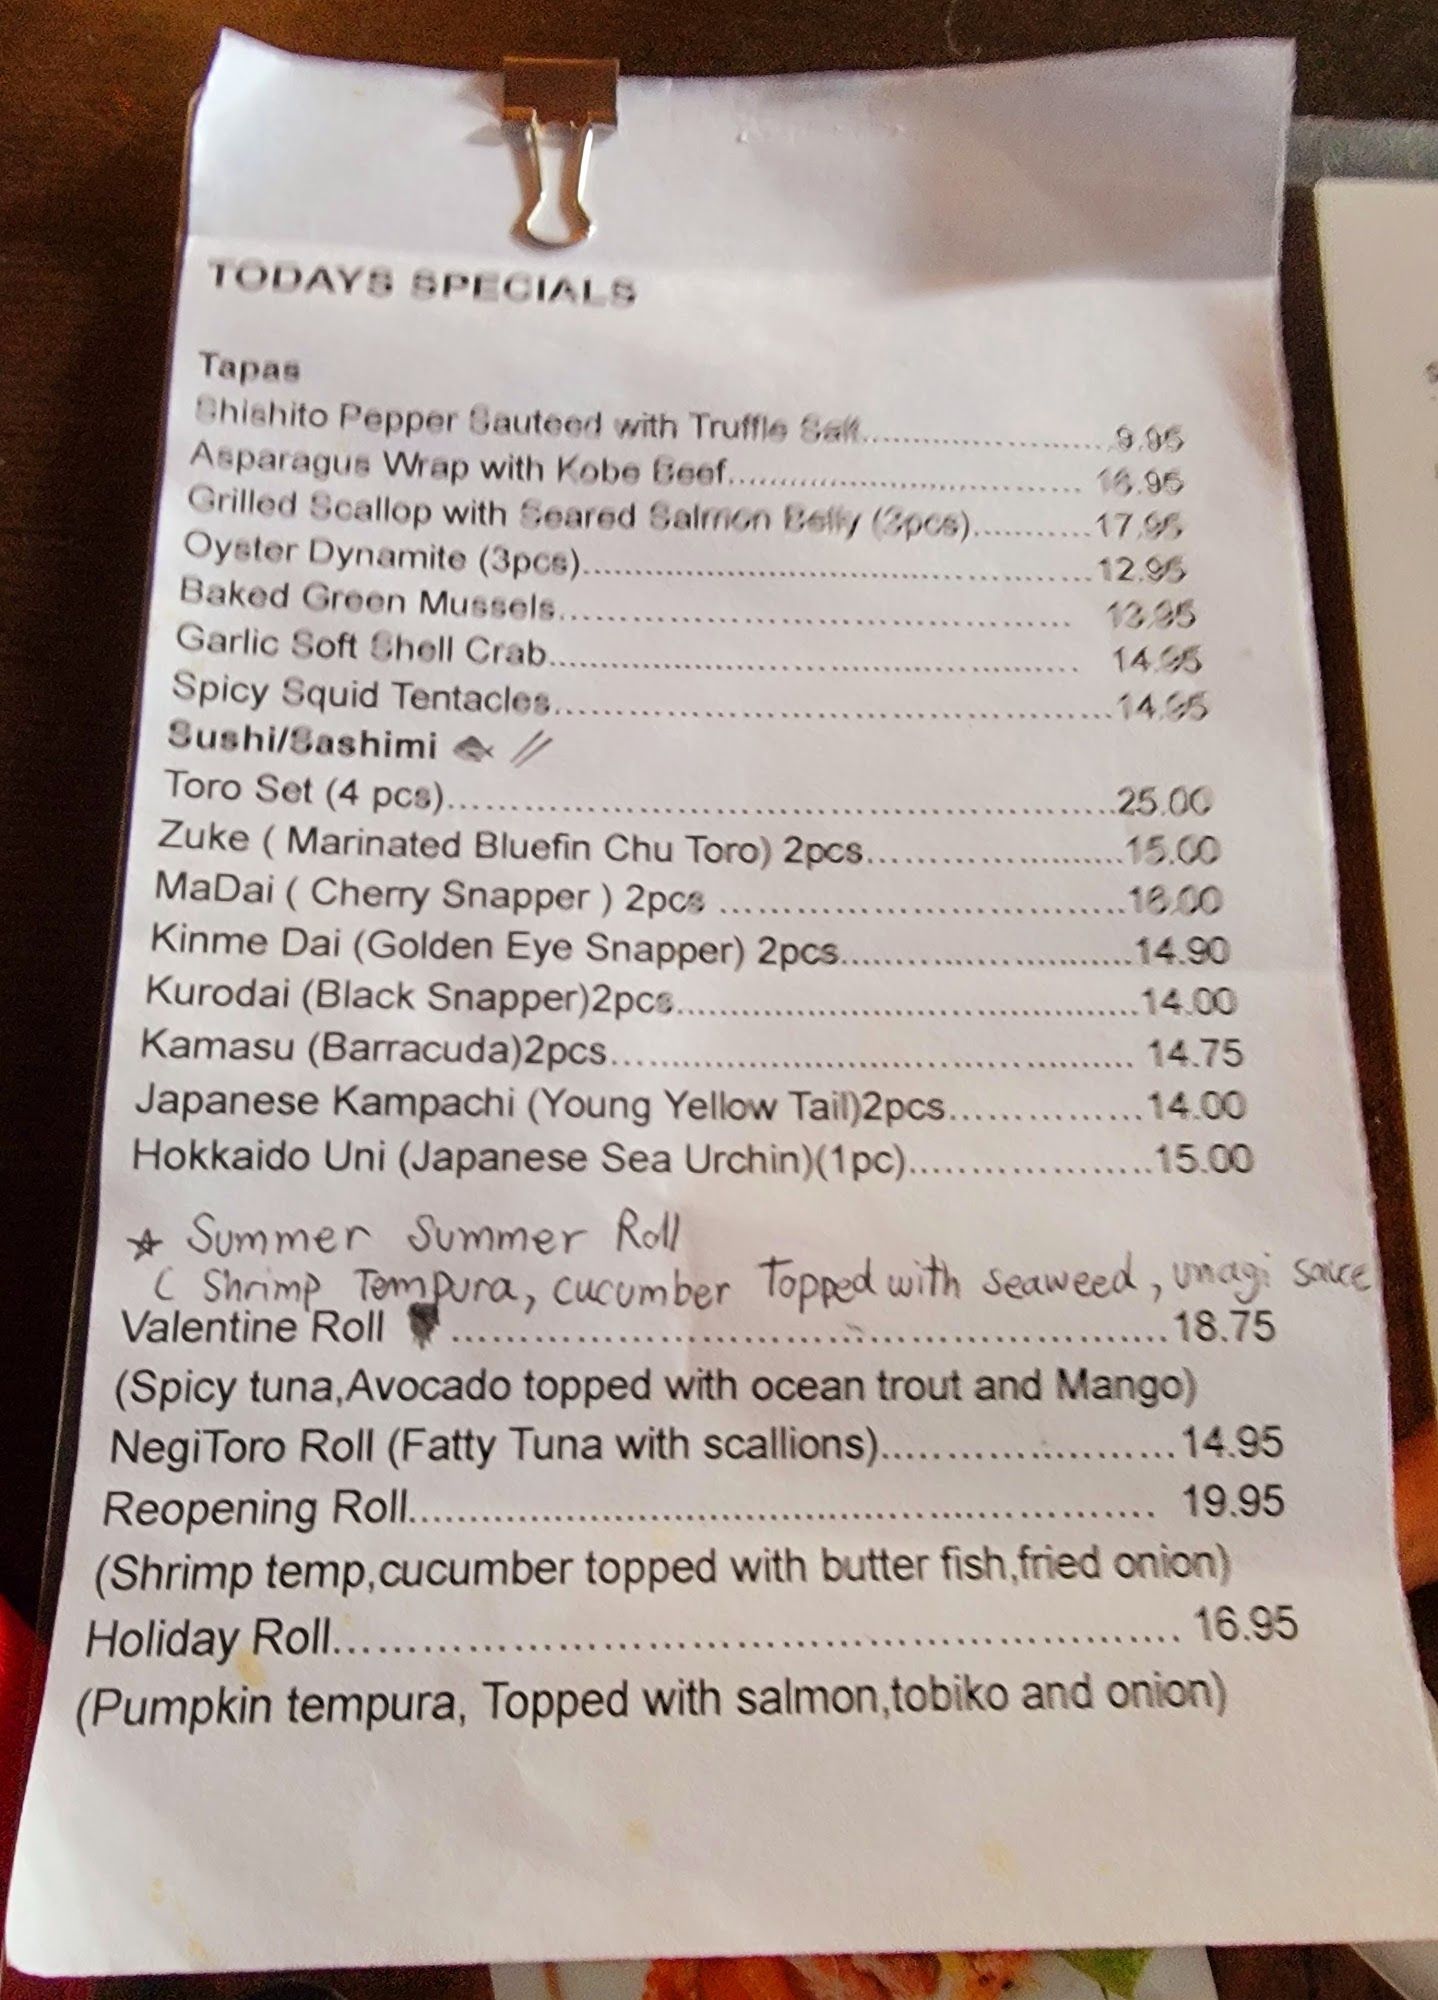 TODAYS SPECIALS
Tapas
Shishito Pepper Sauteed with Truffle Salt..............................9.95
Asparagus Wrap with Kobe Beef.................................... 16.95
Grilled Scallop with Seared Salmon Belly (3pcs)...........17.95
Oyster Dynamite (3pcs)....................................................12.95
Baked Green Mussels..................................................... 13.95
Garlic Soft Shell Crab...................................................... 14.95
Spicy Squid Tentacles.......................................................14.95
Sushi/Sashimi
Toro Set (4 pcs)..................................................................25.00
Zuke ( Marinated Bluefin Chu Toro) 2pcs.........................15.00
MaDai ( Cherry Snapper ) 2pcs .......................................16.00
Kinme Dai (Golden Eye Snapper) 2pcs............................14.90
Kurodai (Black Snapper)2pcs............................................14.00
Kamasu (Barracuda)2pcs................................................. 14.75
Japanese Kampachi (Young Yellow Tail)2pcs................14.00
Hokkaido Uni (Japanese Sea Urchin)(1pc).....................15.00
☆ Summer Summer Roll
( Shrimp Tempura, cucumber Topped with seaweed, unagi sauce
Valentine Roll ...............................................................18.75
(Spicy tuna,Avocado topped with ocean trout and Mango)
NegiToro Roll (Fatty Tuna with scallions).....................14.95
Reopening Roll............................................................... 19.95
(Shrimp temp,cucumber topped with butter fish,fried onion)
Holiday Roll..................................................................... 16.95
(Pumpkin tempura, Topped with salmon,tobiko and onion)